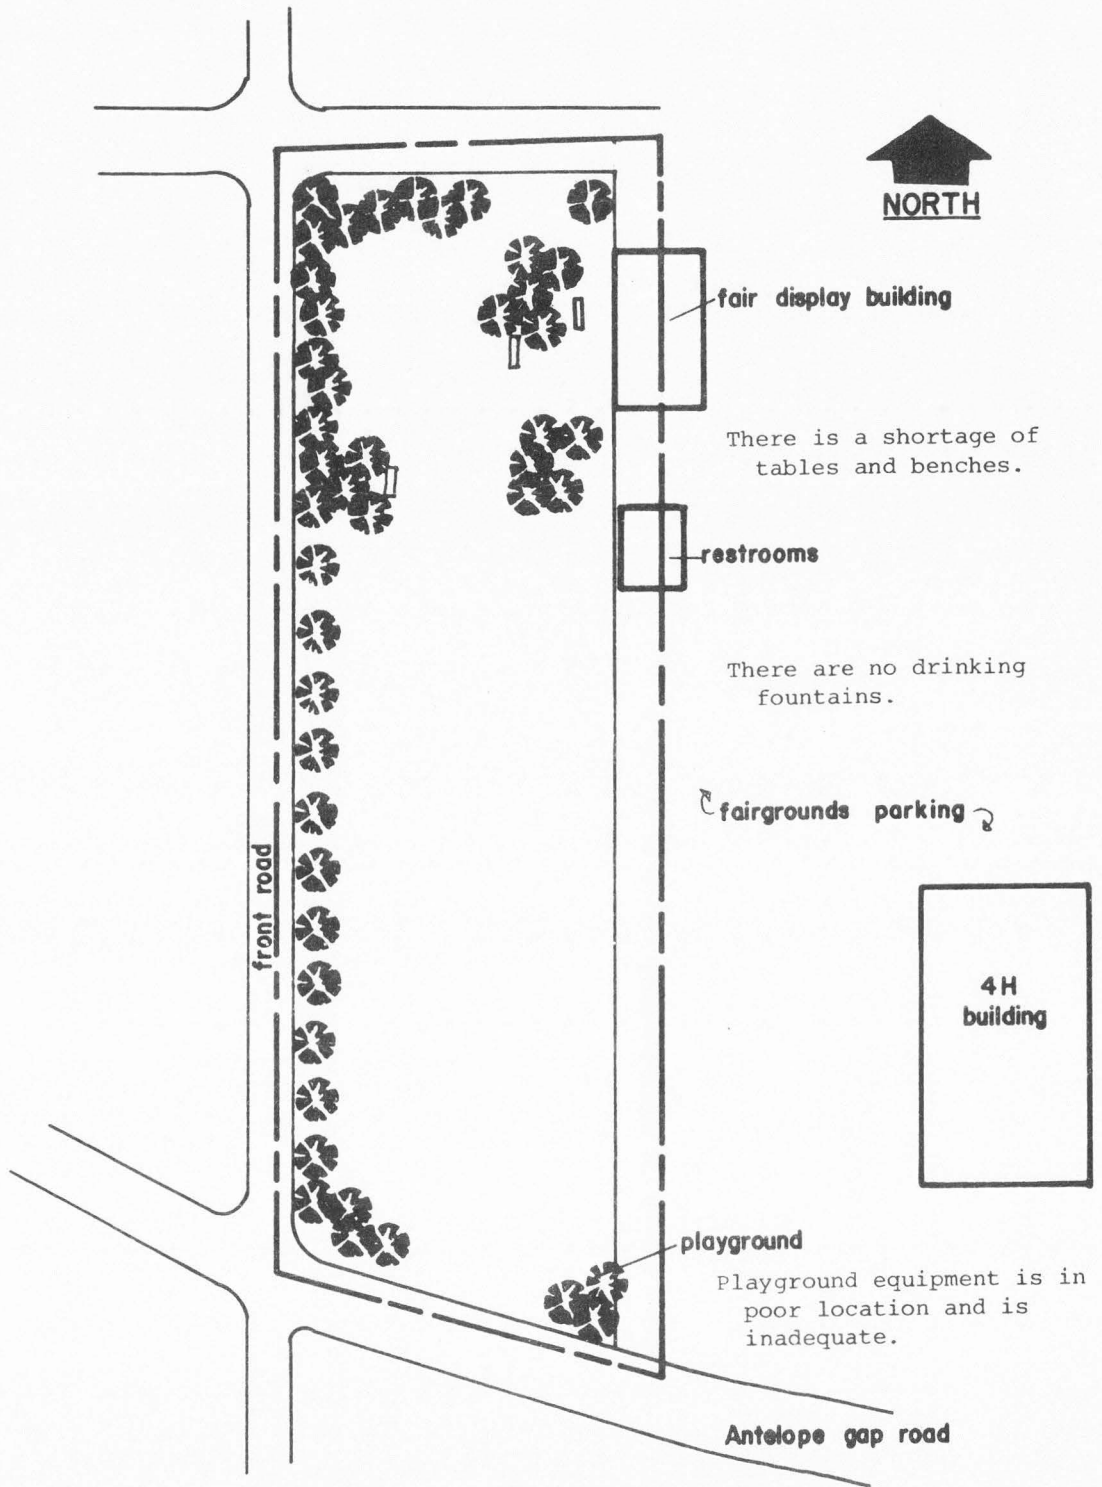 NORTH
fair display building
There is a shortage of
tables and benches.
restrooms
There are no drinking
fountains.
fairgrounds parking
front road
4H
building
playground
Playground equipment is in
poor location and is
inadequate.
Antelope gap road